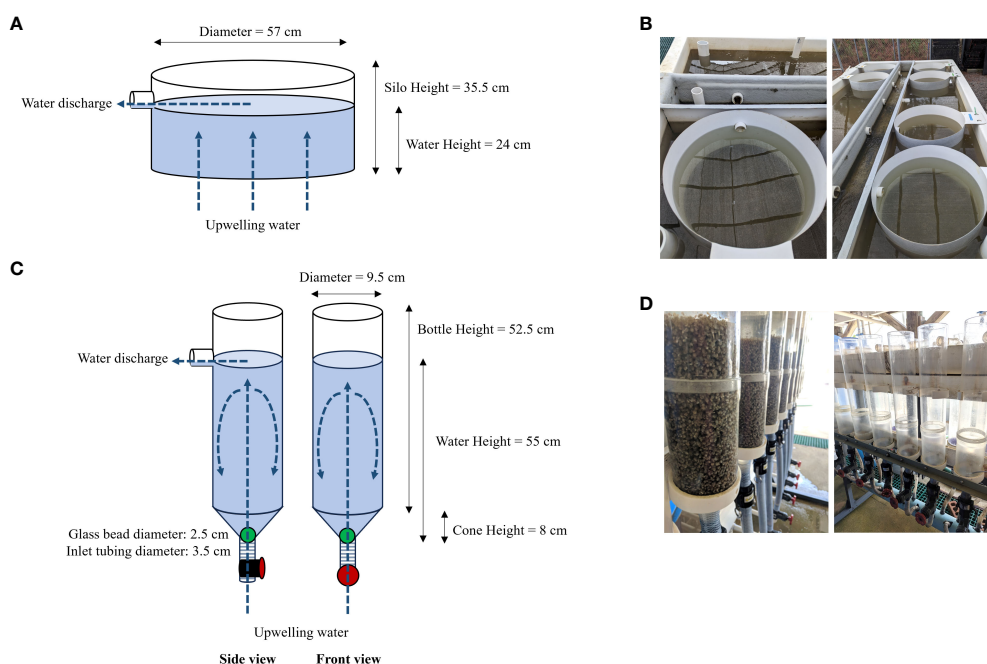 A
Diameter = 57 cm
Water discharge
Silo Height = 35.5 cm
Water Height = 24 cm
Upwelling water
B
C
Diameter = 9.5 cm
Bottle Height = 52.5 cm
Water discharge
Water Height = 55 cm
Glass bead diameter: 2.5 cm
Inlet tubing diameter: 3.5 cm
Cone Height = 8 cm
Upwelling water
Side view
Front view
D